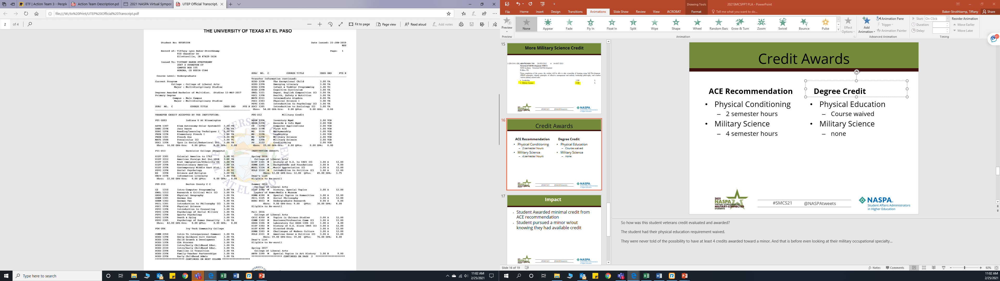 ETF | Action Team 3 - Peopl
Action Team Description.pd
2021 NASPA Virtual Sympos
UTEP Official Transcript.
file:///W:/to%20Print/UTEP%20Official%20Transcript.pdf
2 of 4
Fit to page
Page view
Read aloud
Add notes
THE UNIVERSITY OF TEXAS AT EL PASO
Student No: 80585104
Date Issued: 21-JUN-2019
NSS
Record of: Tiffany Lynn Baker-Strothkamp
Page: 1
910 Chandler Dr
Ellettsville, IN 47429-1614
Issued To: TIFFANY BAKER-STROTHKAMP
2047 S EVANSTON CT
CAMPUS BOX 155
AURORA, CO 80014-1544
Course Level: Undergraduate
Current Program
College : College of Liberal Arts
Major : Multidisciplinary Studies
Degrees Awarded Bachelor of Multidisc. Studies 13-MAY-2017
Primary Degree
Campus : Main Campus
Major : Multidisciplinary Studies
SUBJ NO. C COURSE TITLE CRED GRD PTS R
TRANSFER CREDIT ACCEPTED BY THE INSTITUTION:
F01-SS03 Indiana U At Bloomington
ASTR 1307 Elem Astronomy-Solar System(C) 3.00 TB
DANC 21TR Jazz Dance 1.00 TA
EDUC 12TR Reading/Learning Techniques I 2.00 TD
FREN 11TR Elementary French I 1.00 TB
FREN 1301 French One 3.00 TB
MATH 1508 Precalculus (C) 3.00 TC
SOCI 13TR Tpcs in Social/Behavioral Sci 3.00 TB
Ehrs: 16.00 GPA-Hrs: 0.00 QPts: 0.00 GPA: 0.00
F11-S13 Excelsior College (Regents)
HIST 3301 Colonial America to 1763 3.00 TC
HIST 3312 American Foreign Rel Snc 1914 3.00 TB
HIST 3325 Hist Immigration/Ethnicity US 3.00 TB
HIST 33TR Revolutionary America 3.00 TA
HIST 33TR Contemporary Middle East Hist 3.00 TB
PSYC 33TR Social Psychology 3.00 TC
RS 33TR Science and Religion 3.00 TA
UNIV 11TR Information Literarcy 1.00 TCR
Ehrs: 22.00 GPA-Hrs: 0.00 QPts: 0.00 GPA: 0.00
F09-S10 Barton County C C
CS 1310 Intro-Computer Programming 3.00 TA
ENGL 1312 Research & Critical Writ (C) 3.00 TA
GEOG 1306 Physical Geography 3.00 TA
GERM 1301 German One 5.00 TA
GERM 1302 German Two 5.00 TA
PHIL 1301 Introduction to Philosophy (C) 3.00 TA
PSCI 15TR Physical Science 5.00 TA
PSYC 13TR Introduction to Counseling 3.00 TA
PSYC 13TR Psychology of Serial Killers 3.00 TA
PSYC 13TR Sports Psychology 3.00 TA
PSYC 13TR Death & Dying 3.00 TA
PSYC 2305 Psychology of Human Sexuality 3.00 TA
Ehrs: 42.00 GPA-Hrs: 0.00 QPts: 0.00 GPA: 0.00
F04-S06 Ivy Tech Community College
COMM 2350 Intro To Interpersonal Communi 3.00 TA
ECED 13TR Devlp Guidance Cult Context 3.00 TA
ECED 13TR Child Growth & Development 3.00 TB
ECED 13TR CDA Process 3.00 TA
ECED 2330 Intro/Early Childhood Educ. 3.00 TA
ECED 2330 Intro/Early Childhood Educ. 3.00 TA
ECED 23TR Families in Transition 3.00 TA
ECED 23TR Family-Teacher Partnerships 3.00 TA
ECED 23TR Early Childhood Admin 3.00 TA
******************** CONTINUED ON NEXT COLUMN *******************
SUBJ NO. C COURSE TITLE CRED GRD PTS R
Transfer Information continued:
ECED 23TR The Exceptional Child 3.00 TA
ECED 23TR Emerging Literacy 3.00 TA
ECED 23TR Infant & Toddler Programming 3.00 TC
ECED 23TR Cognitive Curriculum 3.00 TA
ENGL 1311 Expos. English Composition (C) 3.00 TA
HSCI 13TR Health, Safety & Nutrition 3.00 TA
MATH 0311 Intermediate Algebra 0.00 TB
PSCI 2303 Physical Science I 3.00 TB
PSYC 1301 Introduction to Psychology (C) 3.00 TA
SOCI 1301 Introduction to Sociology (C) 3.00 TA
Ehrs: 54.00 GPA-Hrs: 0.00 QPts: 0.00 GPA: 0.00
F06-S12 Military Credit
BUSN 12TR Inventory Mgmt 2.00 TCR
BUSN 12TR Records & Info Mgmt 2.00 TCR
CS 12TR Computer Applications 2.00 TCR
HSCI 11TR First Aid 1.00 TCR
MS 1116 Marksmanship 1.00 TCR
MS 11TR Leadership 1.00 TCR
MS 12TR Military Science 2.00 TCR
MS 12TR Military Science 2.00 TCR
PE 1122 Conditioning 2.00 TCR
Ehrs: 15.00 GPA-Hrs: 0.00 QPts: 0.00 GPA: 0.00
INSTITUTION CREDIT:
Spring 2016
College of Liberal Arts
HIST 1301 M History of U.S. to 1865 (C) 3.00 A 12.00
HUMN 3301 M Backgrounds and Foundations 3.00 B 9.00
MUSL 1324 M Music Appreciation (C) 3.00 A 12.00
POLS 2310 M Introduction to Politics (C) 3.00 A 12.00
Ehrs: 12.00 GPA-Hrs: 12.00 QPts: 45.00 GPA: 3.75
Dean's List
Eligible to Re-enroll
Summer 2016
College of Liberal Arts
HIST 3390 M History, Special Topics 3.00 A 12.00
Layers of Rome:Media & Museum
HUMN 4390 M Special Topics in Humanities 3.00 A 12.00
PHIL 3325 M Social Philosophy 3.00 A 12.00
RSRC 4033 M Undergraduate Research 0.00 S 0.00
Ehrs: 9.00 GPA-Hrs: 9.00 QPts: 36.00 GPA: 4.00
Eligible to Re-enroll
Fall 2016
College of Liberal Arts
CHIC 4350 M Topics in Chicano Studies 3.00 A 12.00
COMM 1302 M Business/Profession Comm (C) 3.00 A 12.00
GEOG 1106 M Laboratory for GEOG 1306 (C) 1.00 A 4.00
HIST 1302 M History of U.S. Since 1865 (C) 3.00 A 12.00
HIST 4390 M Directed Study 3.00 A 12.00
HUMN 3303 M Challenges of Modern Culture 3.00 A 12.00
POLS 2311 M American Gover & Politics (C) 3.00 A 12.00
Ehrs: 19.00 GPA-Hrs: 19.00 QPts: 76.00 GPA: 4.00
Dean's List
Eligible to Re-enroll
Spring 2017
College of Liberal Arts
ARTH 3399 M Special Topics in Art History 3.00 B 9.00
******************** CONTINUED ON PAGE 2 *******************
Type here to search
11:02 AM
2/25/2021
Drawing Tools
2021SMCSPPT PLA - PowerPoint
File Home Insert Design Transitions Animations Slide Show Review View ACROBAT Format Tell me what you want to do...
Baker-Strothkamp, Tiffany Share
Preview None Appear Fade Fly In Float In Split Wipe Shape Wheel Random Bars Grow & Turn Zoom Swivel Bounce Pulse
Effect Options
Add Animation
Animation Pane
Trigger
Animation Painter
Start: On Click
Duration:
Delay:
Reorder Animation
Move Earlier
Move Later
Preview Animation Advanced Animation Timing
41
15
More Military Science Credit
Structured Self Development (SSD) I:
Leadership 1 SH L
Military Science 2 SH L
#SMCS21 @NASPAtweets
NASPA
16
Credit Awards
ACE Recommendation Degree Credit
• Physical Conditioning • Physical Education
– 2 semester hours – Course waived
• Military Science • Military Science
– 4 semester hours – none
#SMCS21 @NASPAtweets
NASPA
17
Impact
• Student Awarded minimal credit from
ACE recommendation
• Student pursued a minor w/out
knowing they had available credit
#SMCS21 @NASPAtweets
NASPA
Credit Awards
ACE Recommendation Degree Credit
• Physical Conditioning • Physical Education
– 2 semester hours – Course waived
• Military Science • Military Science
– 4 semester hours – none
2021
NASPA
VIRTUAL SYMPOSIUM ON
MILITARY-CONNECTED
STUDENTS
#SMCS21 @NASPAtweets
NASPA.
Student Affairs Administrators
in Higher Education
So how was this student veterans credit evaluated and awarded?
The student had their physical education requirement waived.
They were never told of the possibility to have at least 4 credits awarded toward a minor. And that is before even looking at their military occupational specialty...
Slide 16 of 19
Notes
Comments
92%
11:02 AM
2/25/2021